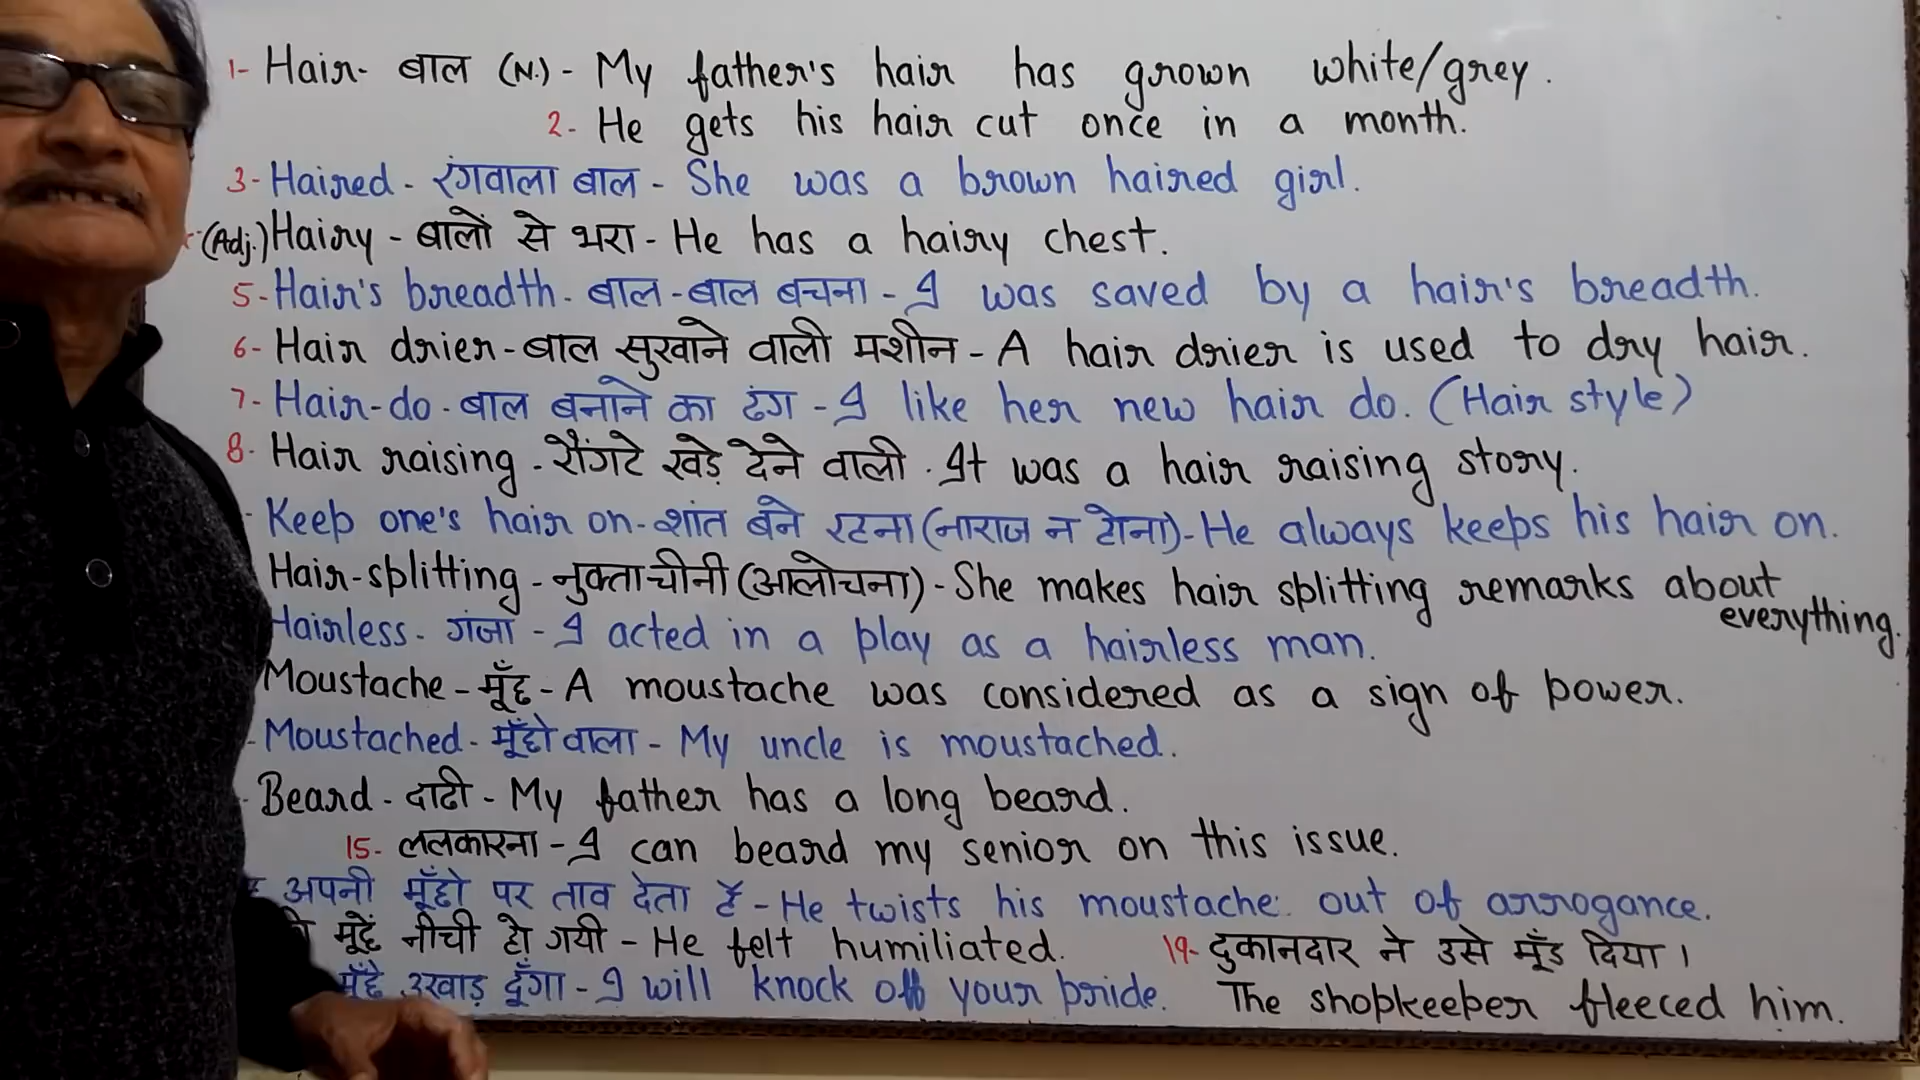 1- Hair- बाल (N.) - My father's hair has grown white/grey.
2- He gets his hair cut once in a month.
3- Haired - रंगवाला बाल - She was a brown haired girl.
(Adj.) Hairy - बालों से भरा - He has a hairy chest.
5- Hair's breadth - बाल-बाल बचना - I was saved by a hair's breadth.
6- Hair drier - बाल सुखाने वाली मशीन - A hair drier is used to dry hair.
7- Hair-do - बाल बनाने का ढंग - I like her new hair do. (Hair style)
8- Hair raising - रोंगटे खड़े देने वाली - It was a hair raising story.
- Keep one's hair on - शांत बने रहना (नाराज न होना) - He always keeps his hair on.
Hair-splitting - नुक्ताचीनी (आलोचना) - She makes hair splitting remarks about
everything.
Hairless - गंजा - I acted in a play as a hairless man.
Moustache - मूँछ - A moustache was considered as a sign of power.
- Moustached - मूँछोवाला - My uncle is moustached.
- Beard - दाढी - My father has a long beard.
15- ललकारना - I can beard my senior on this issue.
अपनी मूँछो पर ताव देता है - He twists his moustache out of arrogance.
मूछें नीची हो गयी - He felt humiliated.
19- दुकानदार ने उसे मूँड दिया।
मूँछे उखाड़ दूँगा - I will knock off your pride.
The shopkeeper fleeced him.